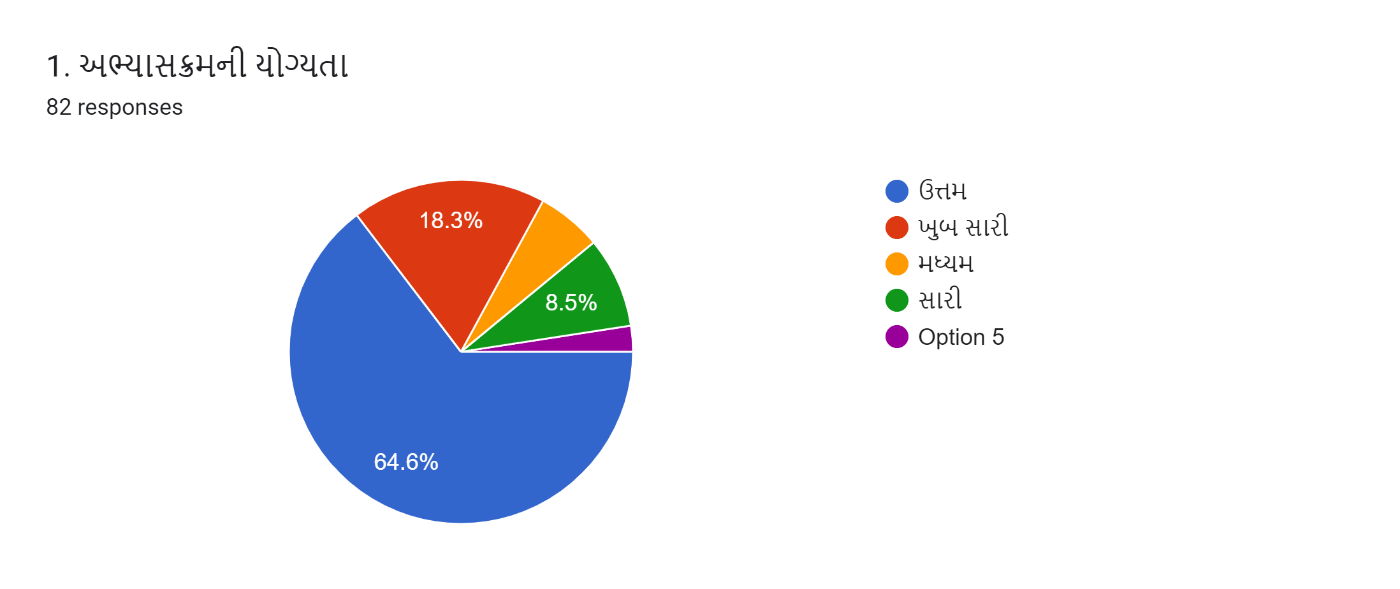 1. અભ્યાસક્રમની યોગ્યતા
82 responses
18.3%
8.5%
64.6%
ઉત્તમ
ખુબ સારી
મધ્યમ
સારી
Option 5